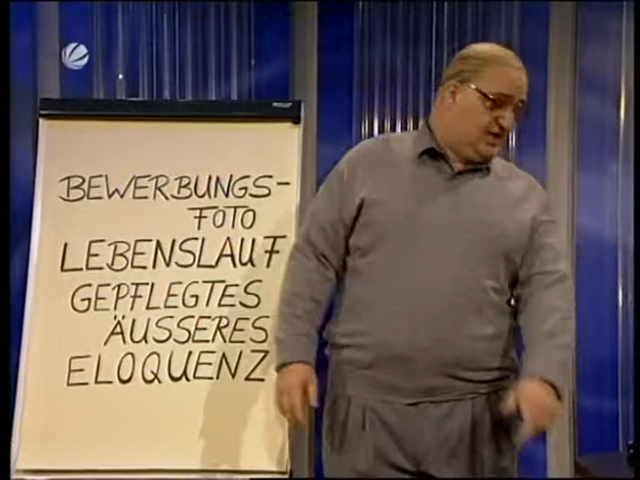 BEWERBUNGS-
FOTO
LEBENSLAUF
GEPFLEGTES
ÄUSSERES
ELOQUENZ